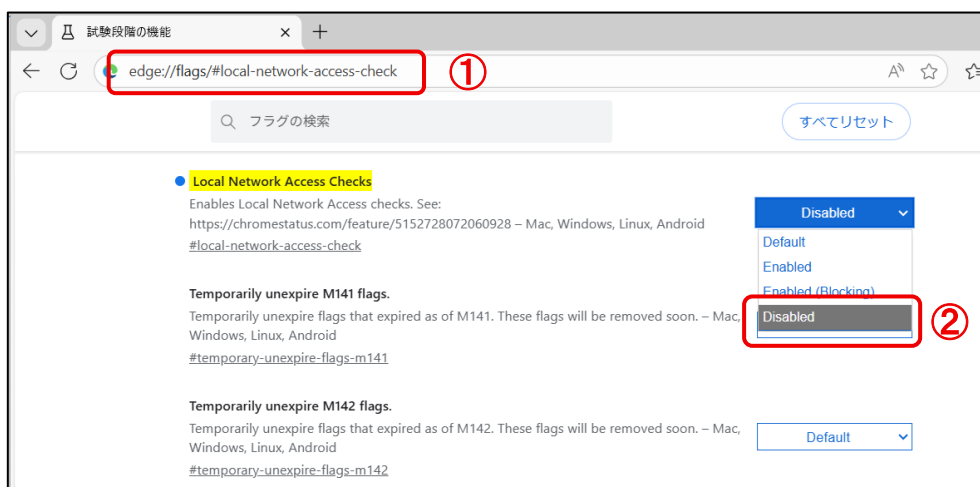 試験段階の機能
edge://flags/#local-network-access-check
①
フラグの検索
すべてリセット
Local Network Access Checks
Enables Local Network Access checks. See:
https://chromestatus.com/feature/5152728072060928 – Mac, Windows, Linux, Android
#local-network-access-check
Disabled
Default
Enabled
Enabled (Blocking)
Disabled
②
Temporarily unexpire M141 flags.
Temporarily unexpire flags that expired as of M141. These flags will be removed soon. – Mac,
Windows, Linux, Android
#temporary-unexpire-flags-m141
Temporarily unexpire M142 flags.
Temporarily unexpire flags that expired as of M142. These flags will be removed soon. – Mac,
Windows, Linux, Android
#temporary-unexpire-flags-m142
Default